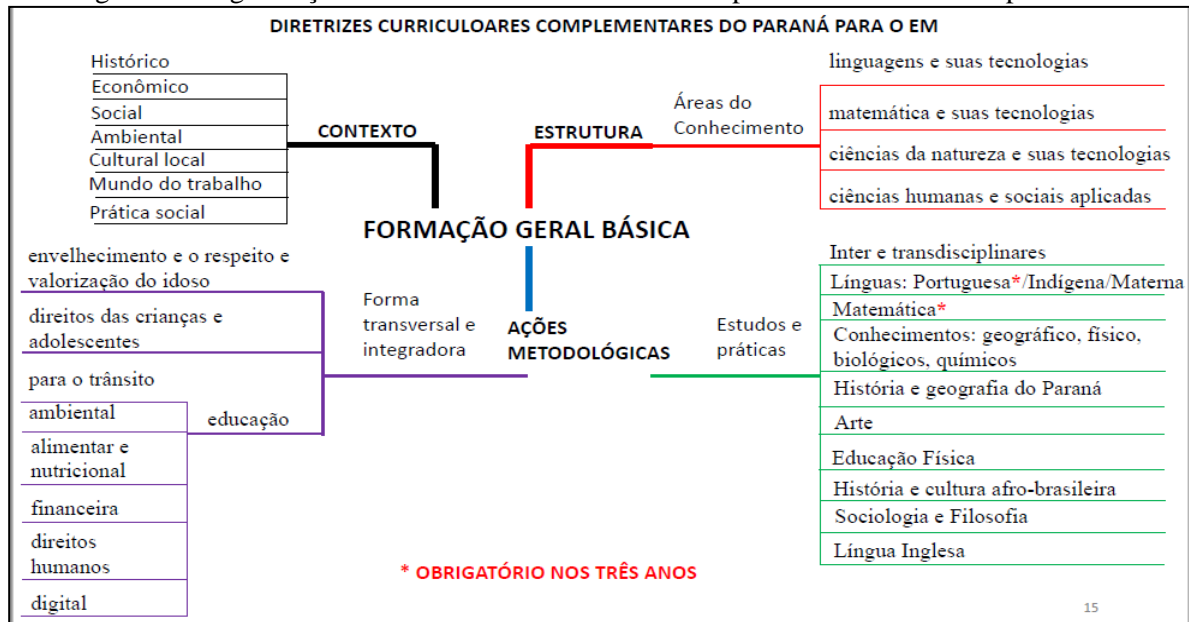 DIRETRIZES CURRICULOARES COMPLEMENTARES DO PARANÁ PARA O EM
Histórico
Econômico
Social
Ambiental
Cultural local
Mundo do trabalho
Prática social
CONTEXTO
ESTRUTURA
Áreas do
Conhecimento
linguagens e suas tecnologias
matemática e suas tecnologias
ciências da natureza e suas tecnologias
ciências humanas e sociais aplicadas
FORMAÇÃO GERAL BÁSICA
envelhecimento e o respeito e
valorização do idoso
direitos das crianças e
adolescentes
para o trânsito
ambiental
alimentar e
nutricional
financeira
direitos
humanos
digital
educação
Forma
transversal e
integradora
AÇÕES
METODOLÓGICAS
Estudos e
práticas
Inter e transdisciplinares
Línguas: Portuguesa*/Indígena/Materna
Matemática*
Conhecimentos: geográfico, físico,
biológicos, químicos
História e geografia do Paraná
Arte
Educação Física
História e cultura afro-brasileira
Sociologia e Filosofia
Língua Inglesa
* OBRIGATÓRIO NOS TRÊS ANOS
15